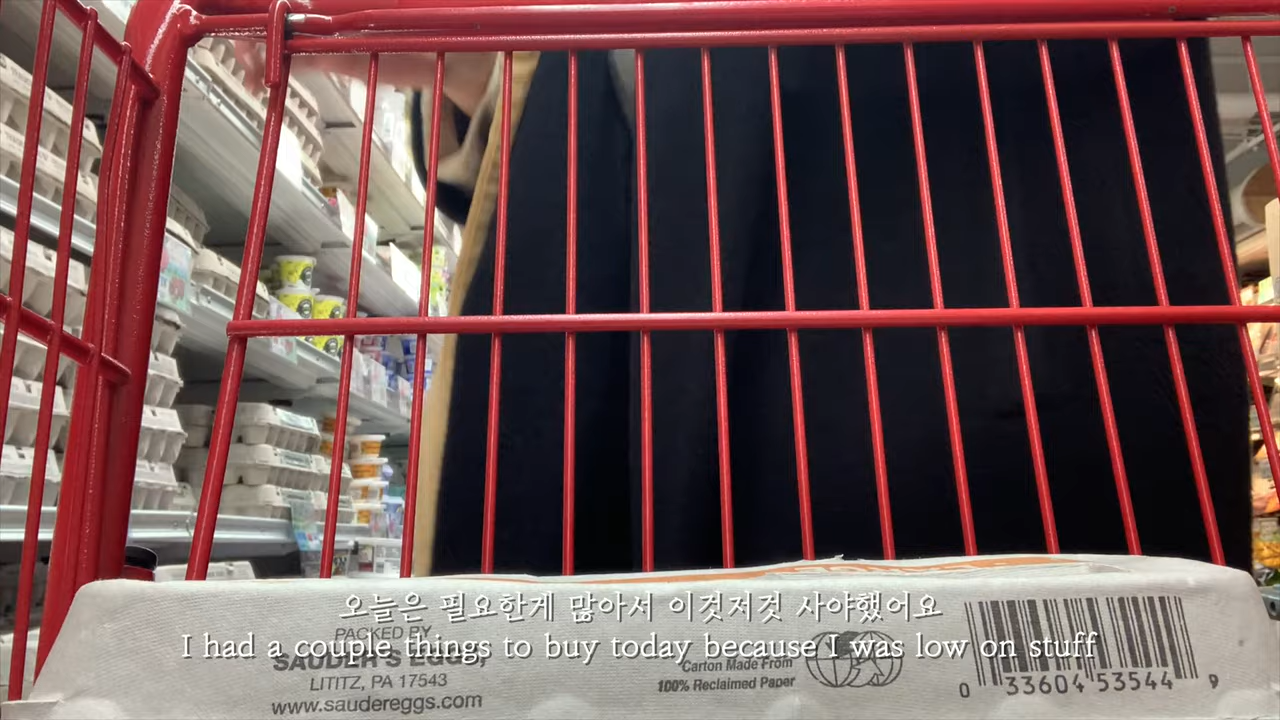 오늘은 필요한게 많아서 이것저것 사야했어요
I had a couple things to buy today because I was low on stuff
PACKED BY
SAUDER'S EGGS,
LITITZ, PA 17543
www.saudereggs.com
Carton Made From
100% Reclaimed Paper
0 33604 53544 9